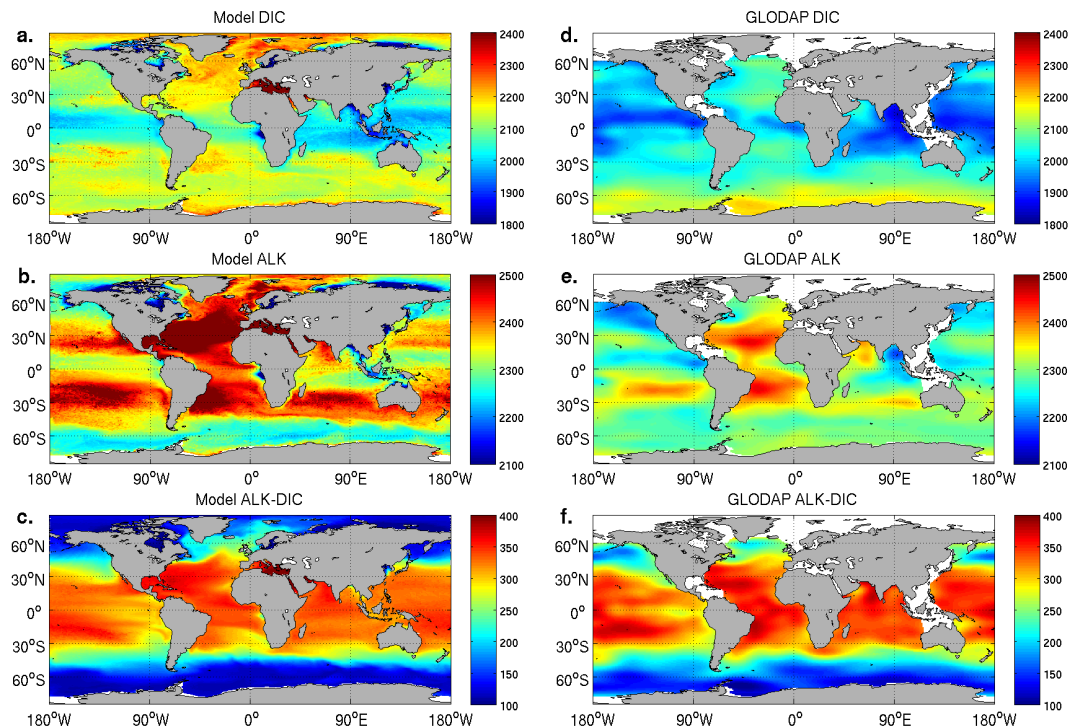 Model DIC
a.
60°N
30°N
0°
30°S
60°S
180°W 90°W 0° 90°E 180°W
2400
2300
2200
2100
2000
1900
1800
GLODAP DIC
d.
60°N
30°N
0°
30°S
60°S
180°W 90°W 0° 90°E 180°W
2400
2300
2200
2100
2000
1900
1800
Model ALK
b.
60°N
30°N
0°
30°S
60°S
180°W 90°W 0° 90°E 180°W
2500
2400
2300
2200
2100
GLODAP ALK
e.
60°N
30°N
0°
30°S
60°S
180°W 90°W 0° 90°E 180°W
2500
2400
2300
2200
2100
Model ALK-DIC
c.
60°N
30°N
0°
30°S
60°S
180°W 90°W 0° 90°E 180°W
400
350
300
250
200
150
100
GLODAP ALK-DIC
f.
60°N
30°N
0°
30°S
60°S
180°W 90°W 0° 90°E 180°W
400
350
300
250
200
150
100